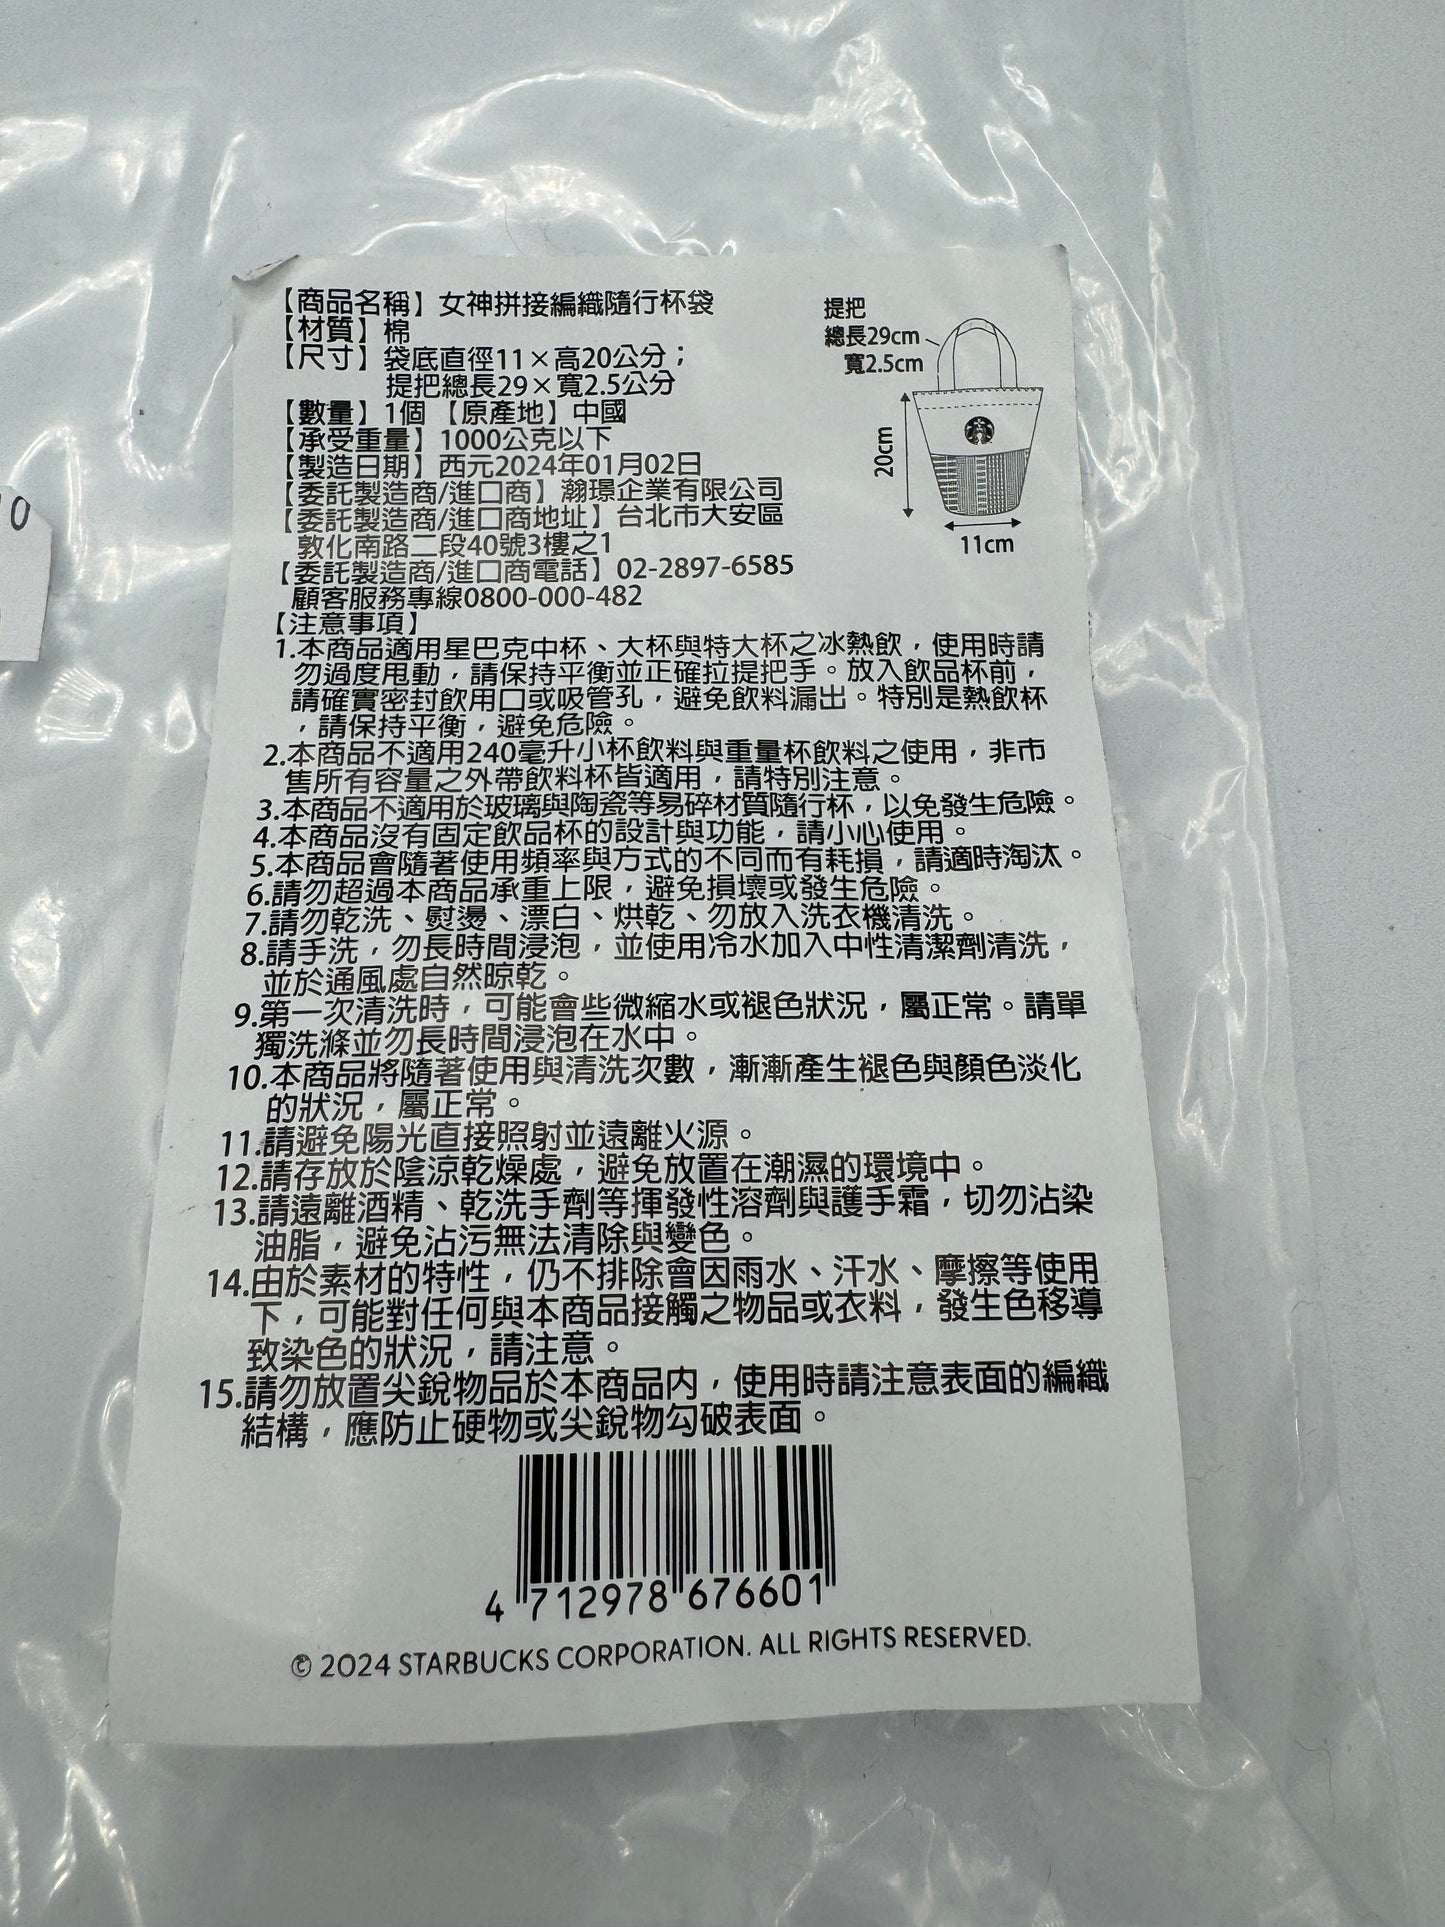 【商品名稱】女神拼接編織隨行杯袋
【材質】棉
【尺寸】袋底直徑11×高20公分；
提把總長29×寬2.5公分
【數量】1個【原產地】中國
【承受重量】1000公克以下
【製造日期】西元2024年01月02日
【委託製造商/進口商】瀚璟企業有限公司
【委託製造商/進口商地址】台北市大安區
敦化南路二段40號3樓之1
【委託製造商/進口商電話】02-2897-6585
顧客服務專線0800-000-482
提把
總長29cm
寬2.5cm
20cm
11cm
【注意事項】
1.本商品適用星巴克中杯、大杯與特大杯之冰熱飲，使用時請
勿過度甩動，請保持平衡並正確拉提把手。放入飲品杯前，
請確實密封飲用口或吸管孔，避免飲料漏出。特別是熱飲杯
，請保持平衡，避免危險。
2.本商品不適用240毫升小杯飲料與重量杯飲料之使用，非市
售所有容量之外帶飲料杯皆適用，請特別注意。
3.本商品不適用於玻璃與陶瓷等易碎材質隨行杯，以免發生危險。
4.本商品沒有固定飲品杯的設計與功能，請小心使用。
5.本商品會隨著使用頻率與方式的不同而有耗損，請適時淘汰。
6.請勿超過本商品承重上限，避免損壞或發生危險。
7.請勿乾洗、熨燙、漂白、烘乾、勿放入洗衣機清洗。
8.請手洗，勿長時間浸泡，並使用冷水加入中性清潔劑清洗，
並於通風處自然晾乾。
9.第一次清洗時，可能會些微縮水或褪色狀況，屬正常。請單
獨洗滌並勿長時間浸泡在水中。
10.本商品將隨著使用與清洗次數，漸漸產生褪色與顏色淡化
的狀況，屬正常。
11.請避免陽光直接照射並遠離火源。
12.請存放於陰涼乾燥處，避免放置在潮濕的環境中。
13.請遠離酒精、乾洗手劑等揮發性溶劑與護手霜，切勿沾染
油脂，避免沾污無法清除與變色。
14.由於素材的特性，仍不排除會因雨水、汗水、摩擦等使用
下，可能對任何與本商品接觸之物品或衣料，發生色移導
致染色的狀況，請注意。
15.請勿放置尖銳物品於本商品內，使用時請注意表面的編織
結構，應防止硬物或尖銳物勾破表面。
4 712978 676601
© 2024 STARBUCKS CORPORATION. ALL RIGHTS RESERVED.